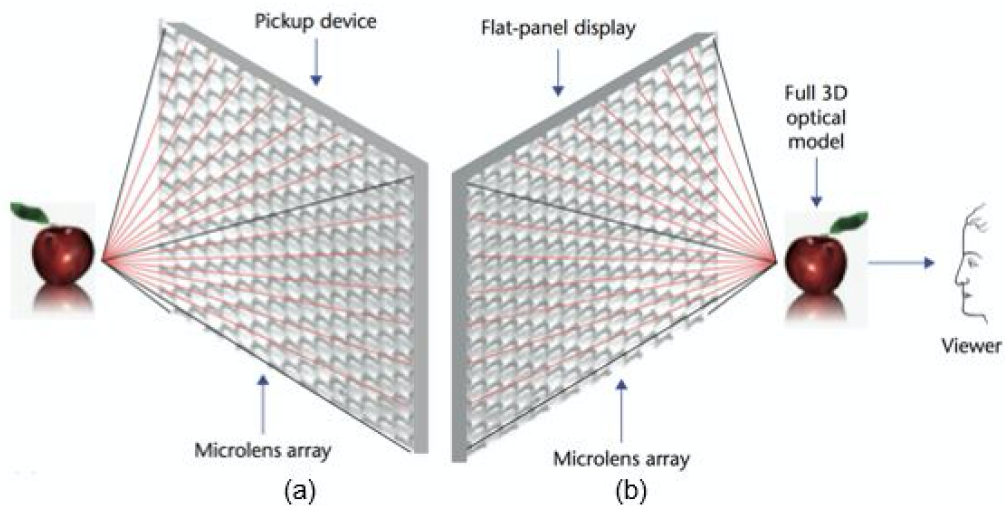 Pickup device
Flat-panel display
Full 3D
optical
model
Viewer
Microlens array
Microlens array
(a)
(b)